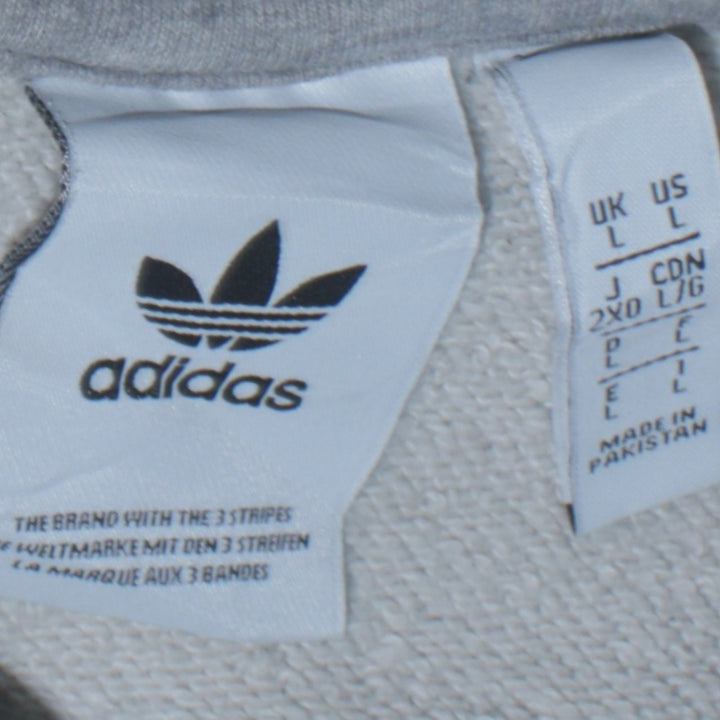 adidas
THE BRAND WITH THE 3 STRIPES
WELTMARKE MIT DEN 3 STREIFEN
LA MARQUE AUX 3 BANDES
UK US
L L
J CDN
2XO L/G
D F
L L
E I
L L
MADE IN
PAKISTAN